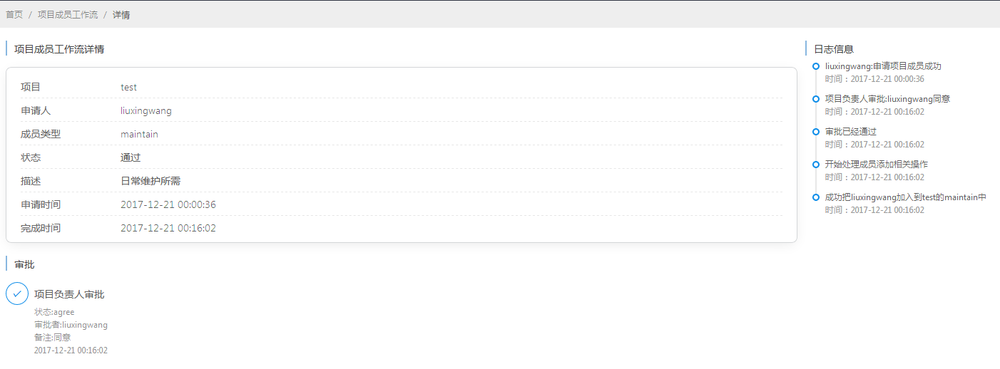 首页 / 项目成员工作流 / 详情
项目成员工作流详情
项目 test
申请人 liuxingwang
成员类型 maintain
状态 通过
描述 日常维护所需
申请时间 2017-12-21 00:00:36
完成时间 2017-12-21 00:16:02
审批
项目负责人审批
状态:agree
审批者:liuxingwang
备注:同意
2017-12-21 00:16:02
日志信息
liuxingwang:申请项目成员成功
时间：2017-12-21 00:00:36
项目负责人审批:liuxingwang同意
时间：2017-12-21 00:16:02
审批已经通过
时间：2017-12-21 00:16:02
开始处理成员添加相关操作
时间：2017-12-21 00:16:02
成功把liuxingwang加入到test的maintain中
时间：2017-12-21 00:16:02